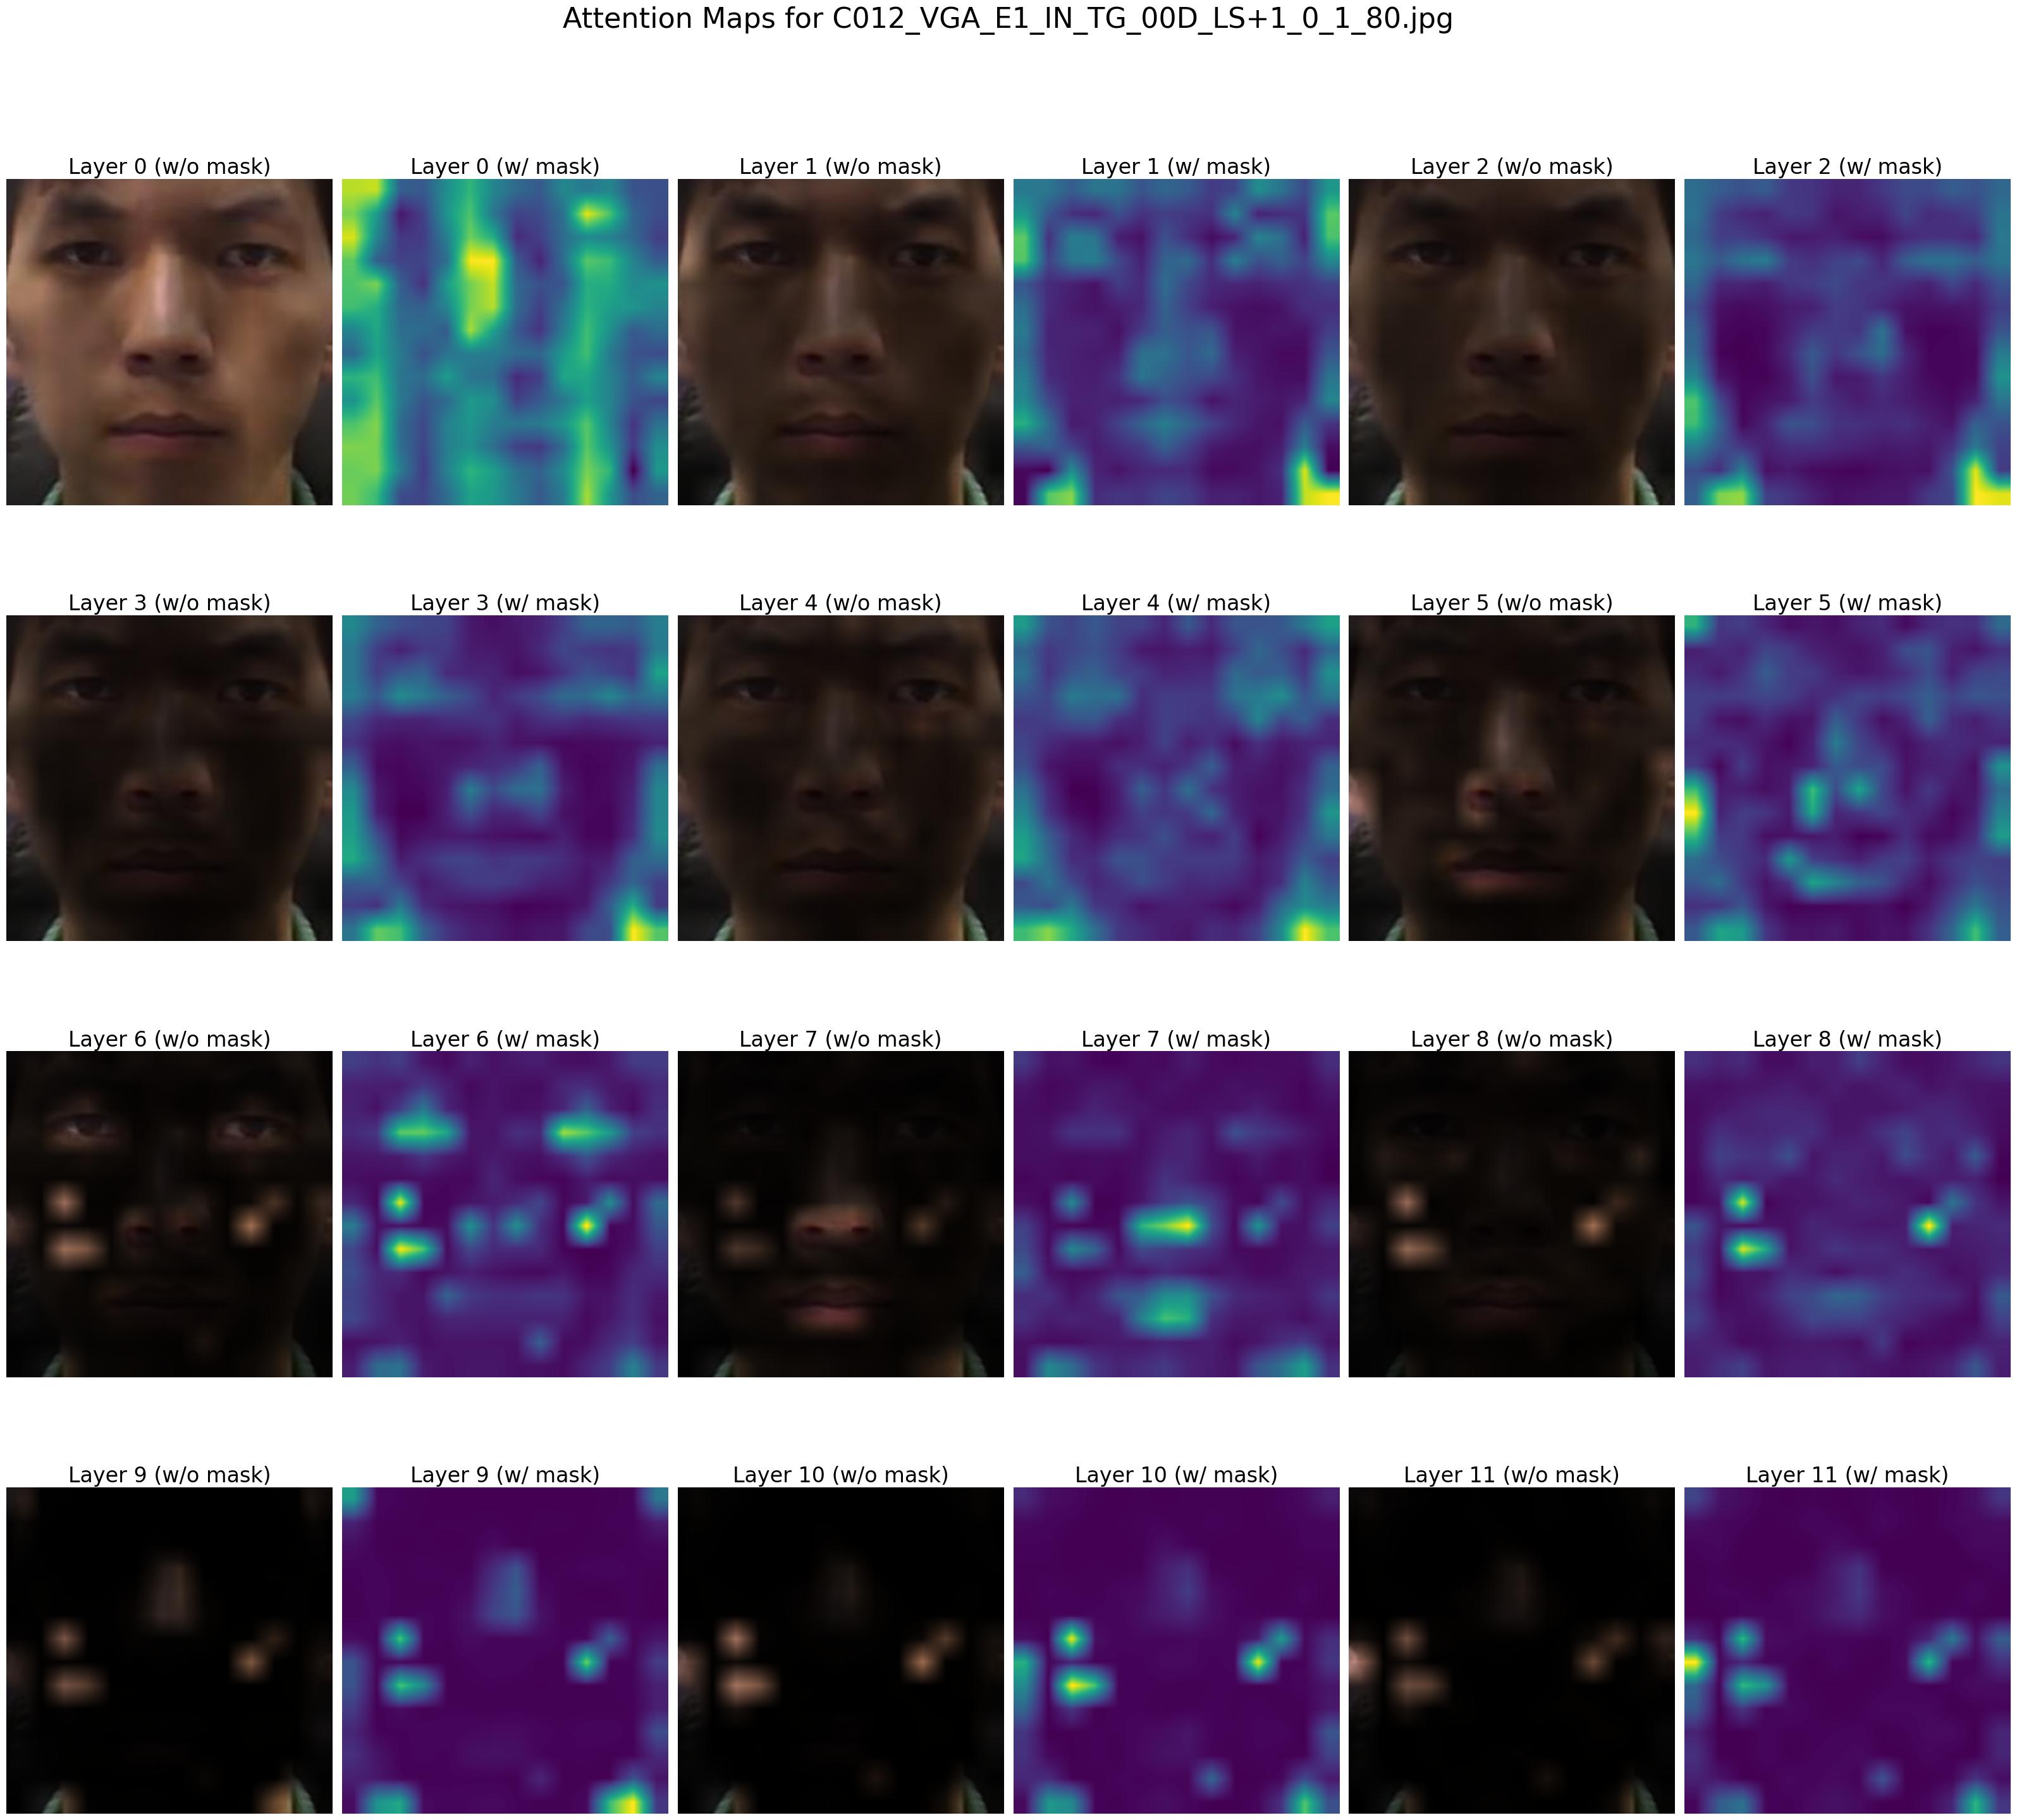 Attention Maps for C012_VGA_E1_IN_TG_00D_LS+1_0_1_80.jpg
Layer 0 (w/o mask)
Layer 0 (w/ mask)
Layer 1 (w/o mask)
Layer 1 (w/ mask)
Layer 2 (w/o mask)
Layer 2 (w/ mask)
Layer 3 (w/o mask)
Layer 3 (w/ mask)
Layer 4 (w/o mask)
Layer 4 (w/ mask)
Layer 5 (w/o mask)
Layer 5 (w/ mask)
Layer 6 (w/o mask)
Layer 6 (w/ mask)
Layer 7 (w/o mask)
Layer 7 (w/ mask)
Layer 8 (w/o mask)
Layer 8 (w/ mask)
Layer 9 (w/o mask)
Layer 9 (w/ mask)
Layer 10 (w/o mask)
Layer 10 (w/ mask)
Layer 11 (w/o mask)
Layer 11 (w/ mask)